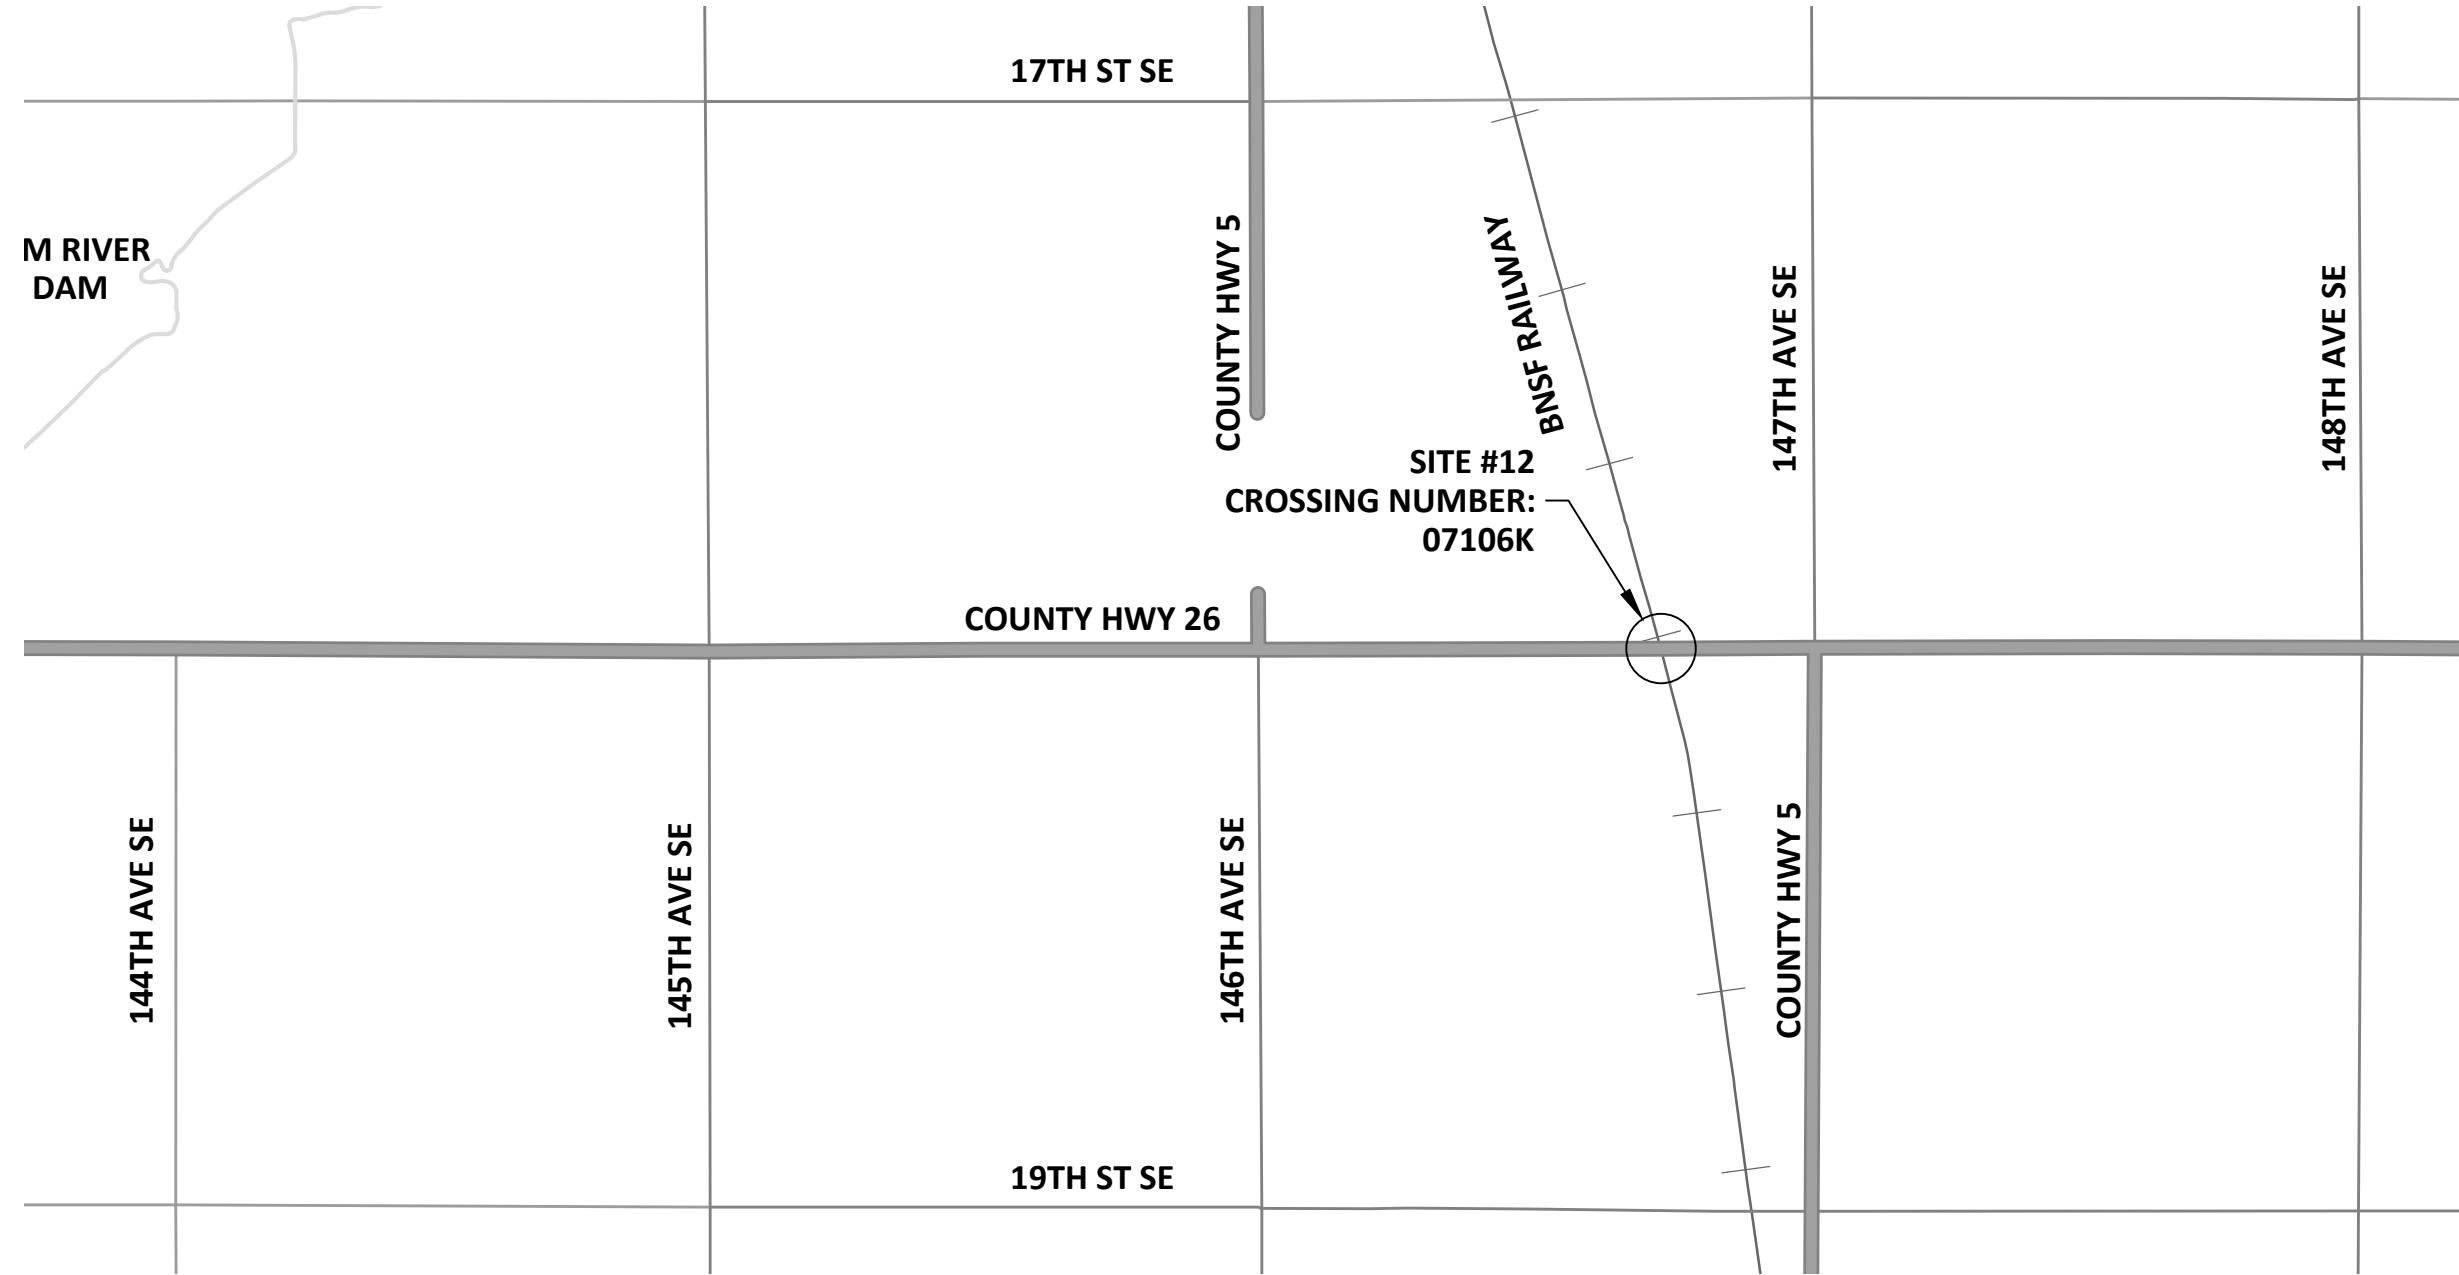 17TH ST SE
M RIVER
DAM
COUNTY HWY 5
BNSF RAILWAY
147TH AVE SE
148TH AVE SE
SITE #12
CROSSING NUMBER:
07106K
COUNTY HWY 26
144TH AVE SE
145TH AVE SE
146TH AVE SE
COUNTY HWY 5
19TH ST SE